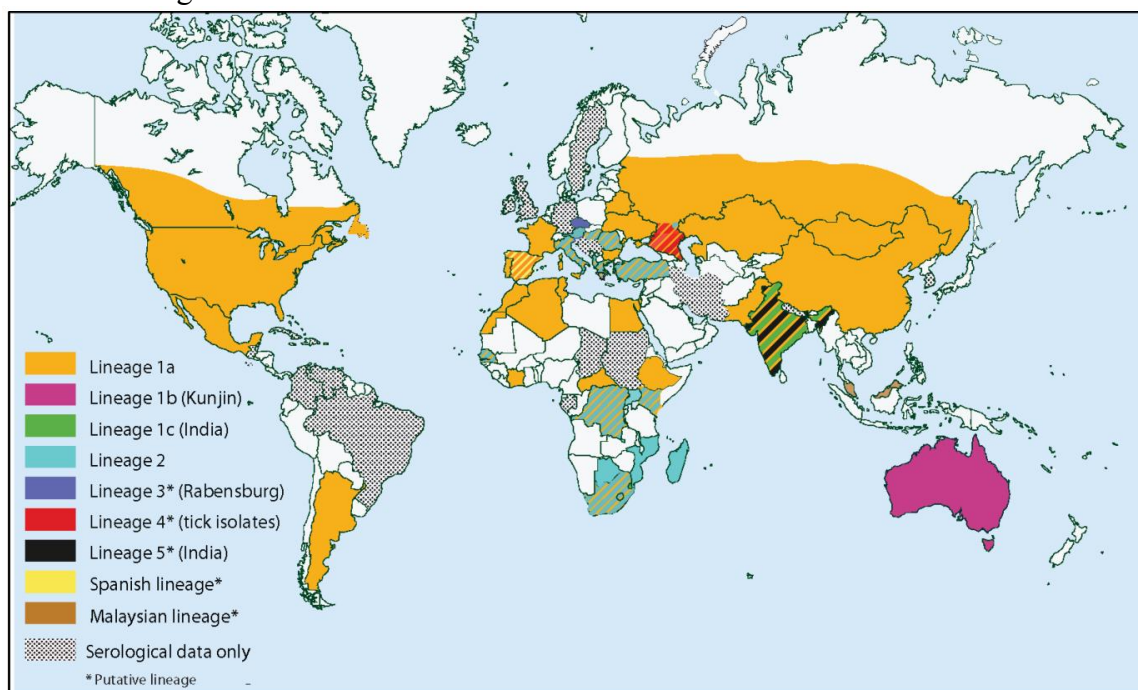 Lineage 1a
Lineage 1b (Kunjin)
Lineage 1c (India)
Lineage 2
Lineage 3* (Rabensburg)
Lineage 4* (tick isolates)
Lineage 5* (India)
Spanish lineage*
Malaysian lineage*
Serological data only
* Putative lineage